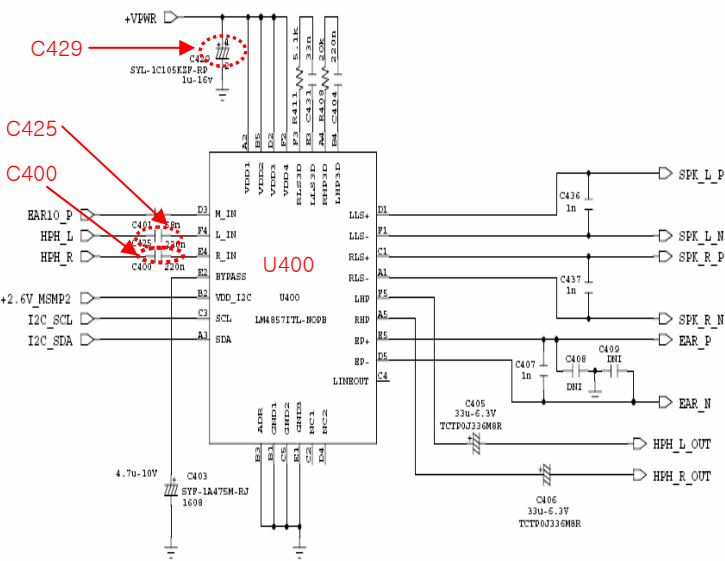 +VPWR
C429
C429
SYL-1C105KZF-RP
1u-16v
5.1k
33n
20k
220n
R411
C431
R408
C404
A2
B5
D2
F2
F3
E3
A4
B4
VDD1
VDD2
VDD3
VDD4
RLS3D
LLS3D
RHP3D
LHP3D
C425
C400
EAR10_P
HPH_L
HPH_R
C401
68n
C425
220n
C400
220n
D3
M_IN
F4
L_IN
E4
R_IN
E2
BYPASS
+2.6V_MSMP2
B2
VDD_I2C
I2C_SCL
C3
SCL
I2C_SDA
A3
SDA
U400
U400
LM4857ITL-NOPB
LLS+
D1
LLS-
F1
RLS+
C1
RLS-
A1
LHP
F5
RHP
A5
EP+
E5
EP-
D5
LINEOUT
C4
C436
1n
C437
1n
SPK_L_P
SPK_L_N
SPK_R_P
SPK_R_N
EAR_P
C407
1n
C408
DNI
C409
DNI
EAR_N
C405
33u-6.3V
TCTP0J336M8R
HPH_L_OUT
HPH_R_OUT
C406
33u-6.3V
TCTP0J336M8R
ADR
GND1
GND2
GND3
NC1
NC2
B3
B1
C5
E1
C2
D4
4.7u-10V
C403
SYF-1A475M-RJ
1608